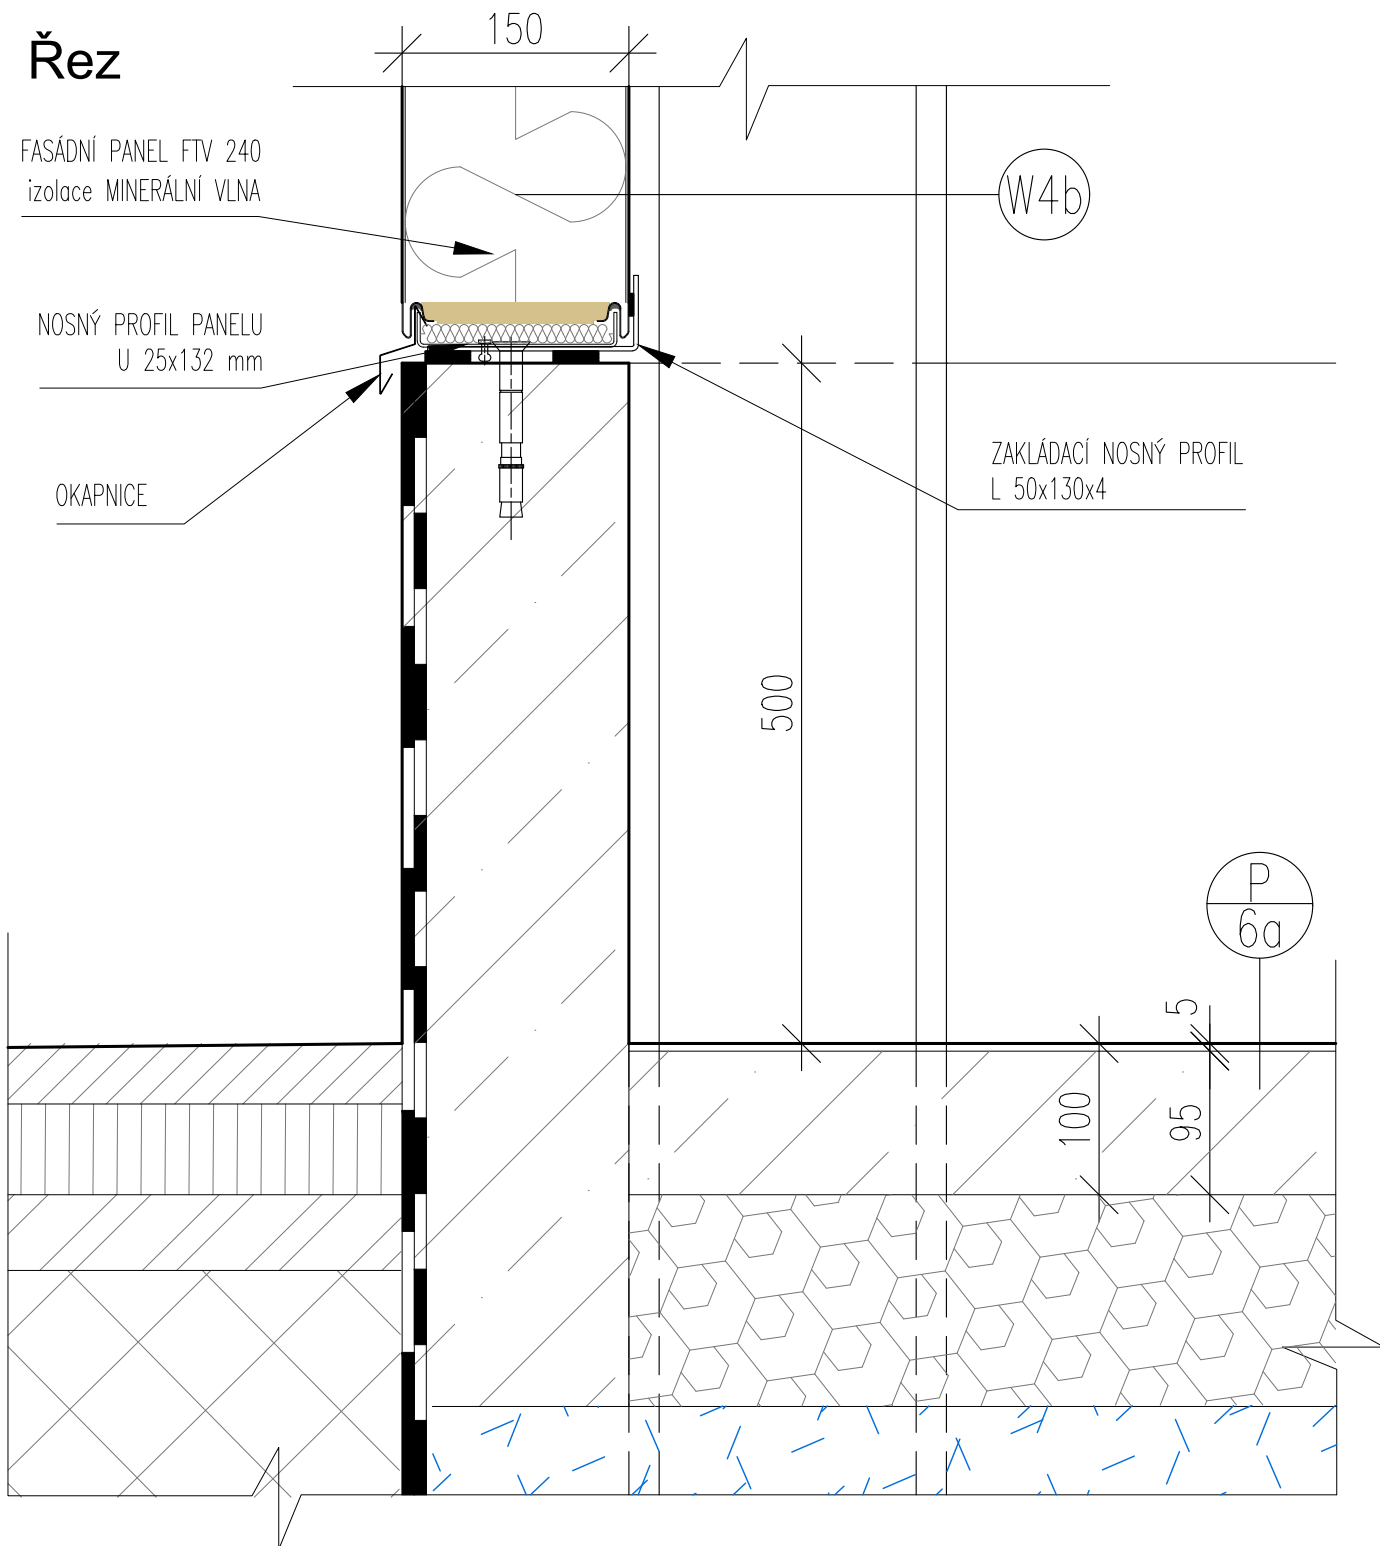 Řez
150
FASÁDNÍ PANEL FTV 240
izolace MINERÁLNÍ VLNA
W4b
NOSNÝ PROFIL PANELU
U 25x132 mm
ZAKLÁDACÍ NOSNÝ PROFIL
L 50x130x4
OKAPNICE
500
P
6a
5
100
95